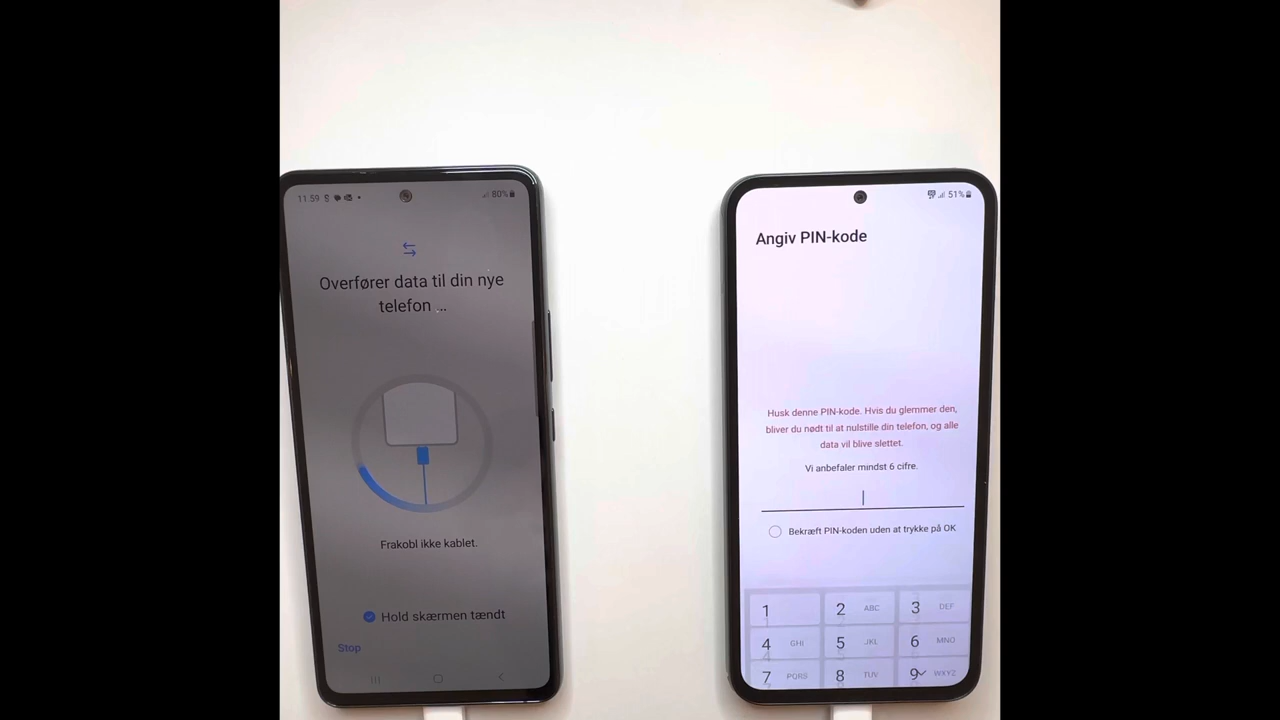 11.59
80%
Overfører data til din nye
telefon ...
Frakobl ikke kablet.
Hold skærmen tændt
Stop
51%
Angiv PIN-kode
Husk denne PIN-kode. Hvis du glemmer den,
bliver du nødt til at nulstille din telefon, og alle
data vil blive slettet.
Vi anbefaler mindst 6 cifre.
Bekræft PIN-koden uden at trykke på OK
1 2 ABC 3 DEF
4 GHI 5 JKL 6 MNO
7 PQRS 8 TUV 9 WXYZ